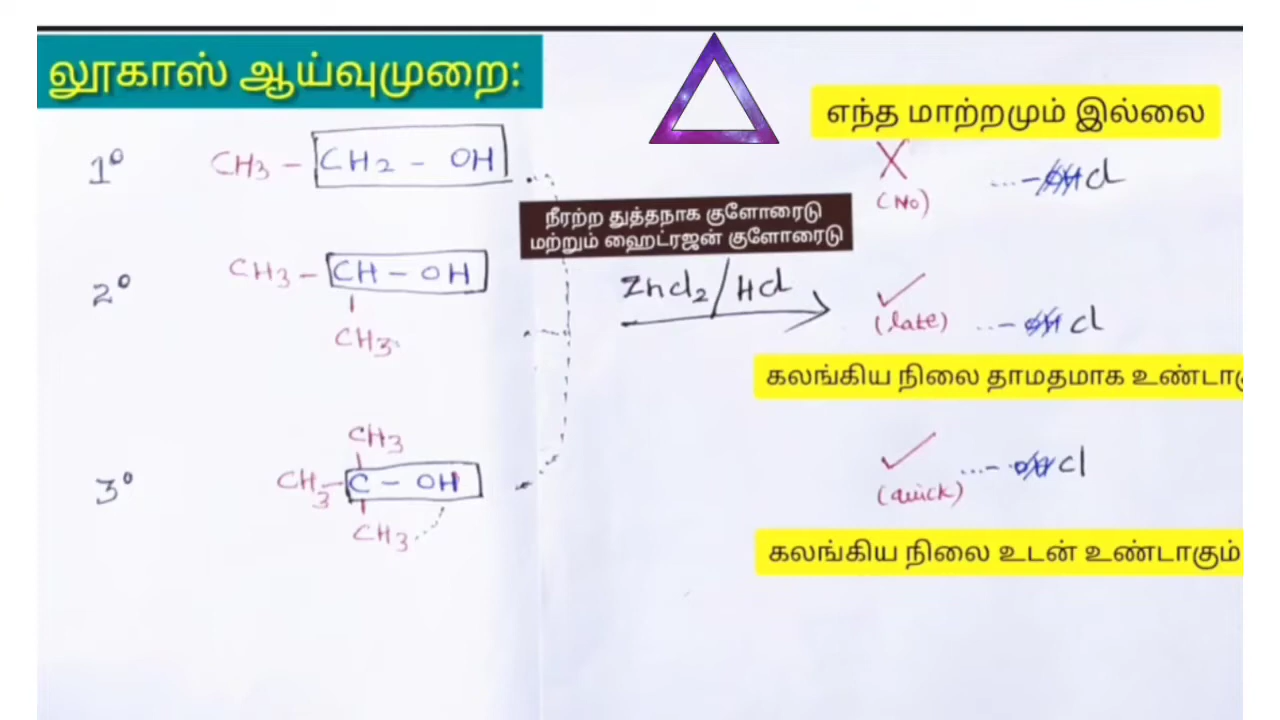 லூகாஸ் ஆய்வுமுறை:
எந்த மாற்றமும் இல்லை
1° CH3 - CH2 - OH
X
(No)
...-OH Cl
நீரற்ற துத்தநாக குளோரைடு
மற்றும் ஹைட்ரஜன் குளோரைடு
2° CH3 - CH - OH
CH3
ZnCl2/HCl
(late)
...-OH Cl
கலங்கிய நிலை தாமதமாக உண்டாகு
CH3
3° CH3 - C - OH
CH3
(quick)
...-OH Cl
கலங்கிய நிலை உடன் உண்டாகும்